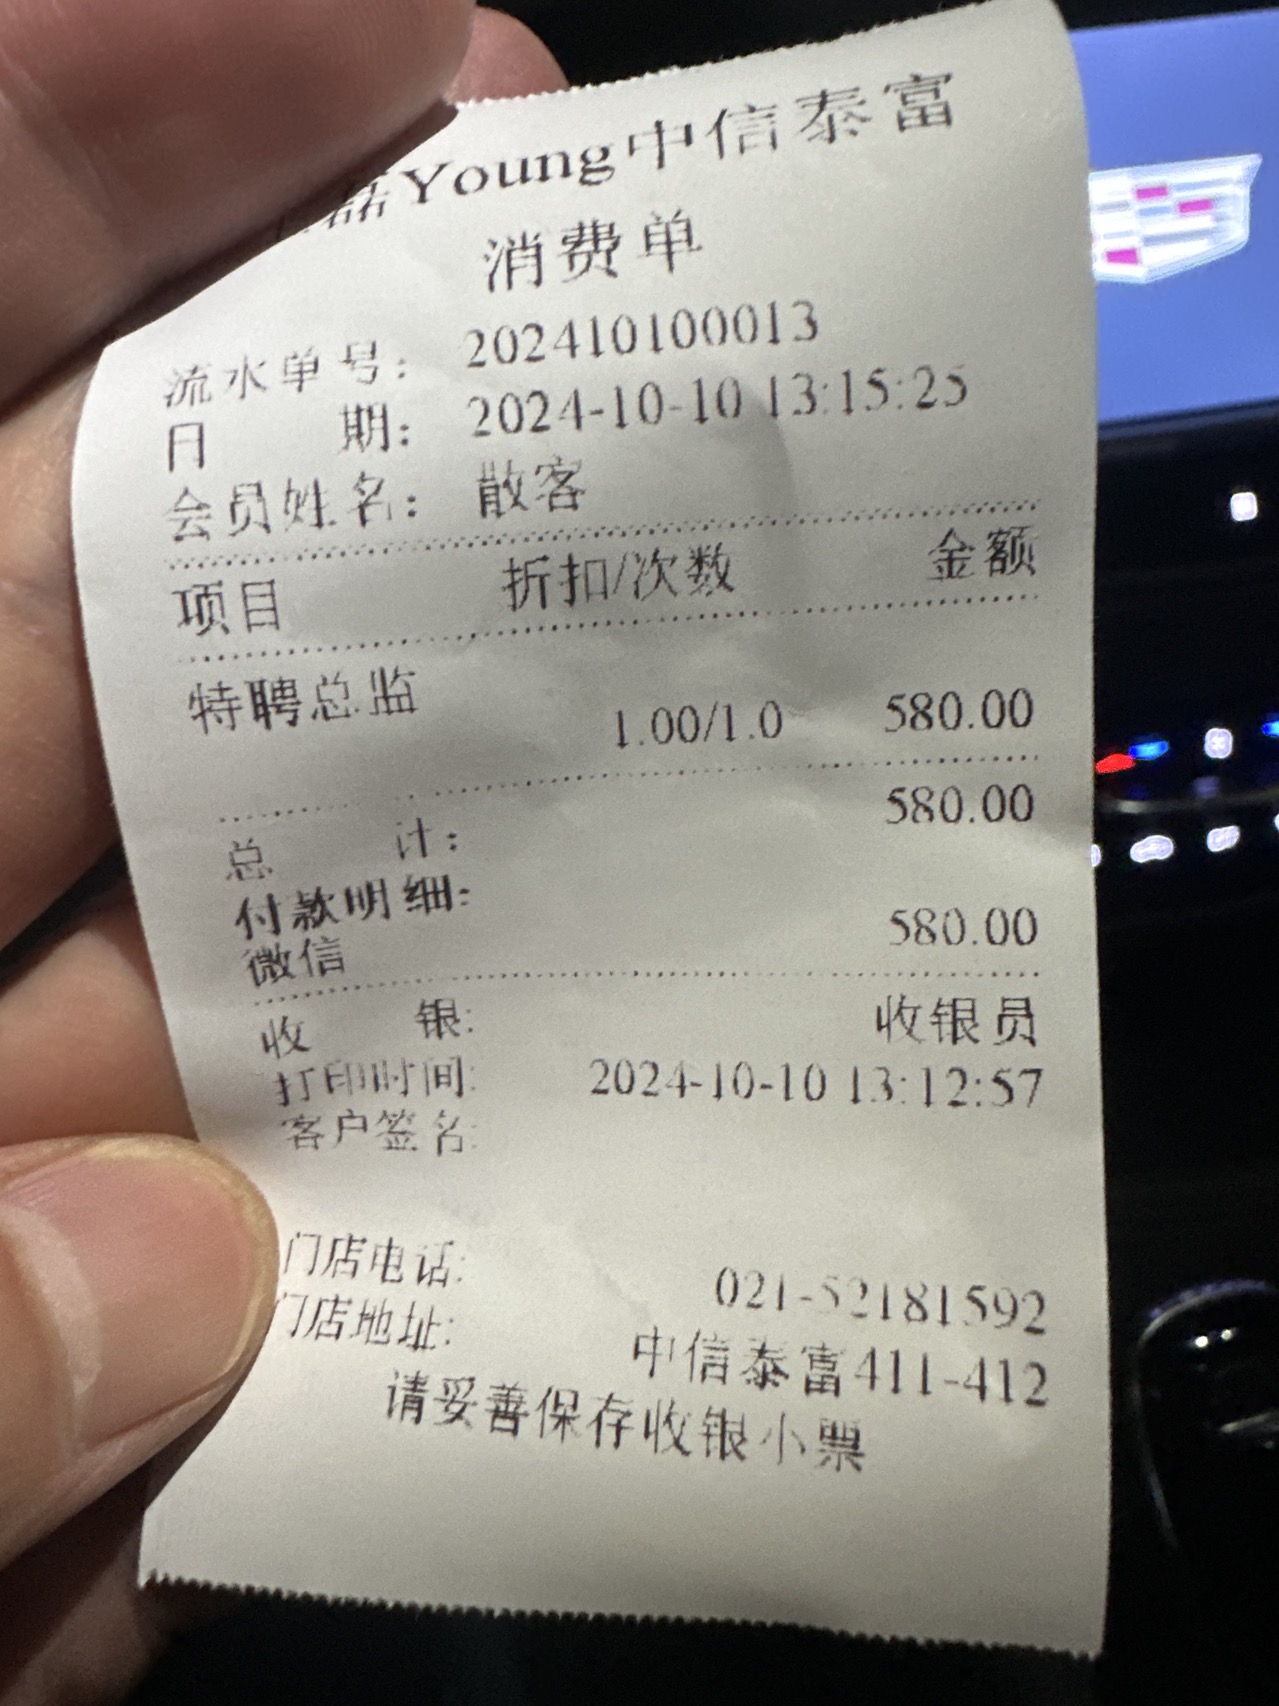 磊Young中信泰富
消费单
流水单号: 202410100013
日 期: 2024-10-10 13:15:25
会员姓名: 散客
项目 折扣/次数 金额
特聘总监
1.00/1.0 580.00
总 计: 580.00
付款明细:
微信 580.00
收 银: 收银员
打印时间: 2024-10-10 13:12:57
客户签名:
门店电话: 021-52181592
门店地址: 中信泰富411-412
请妥善保存收银小票